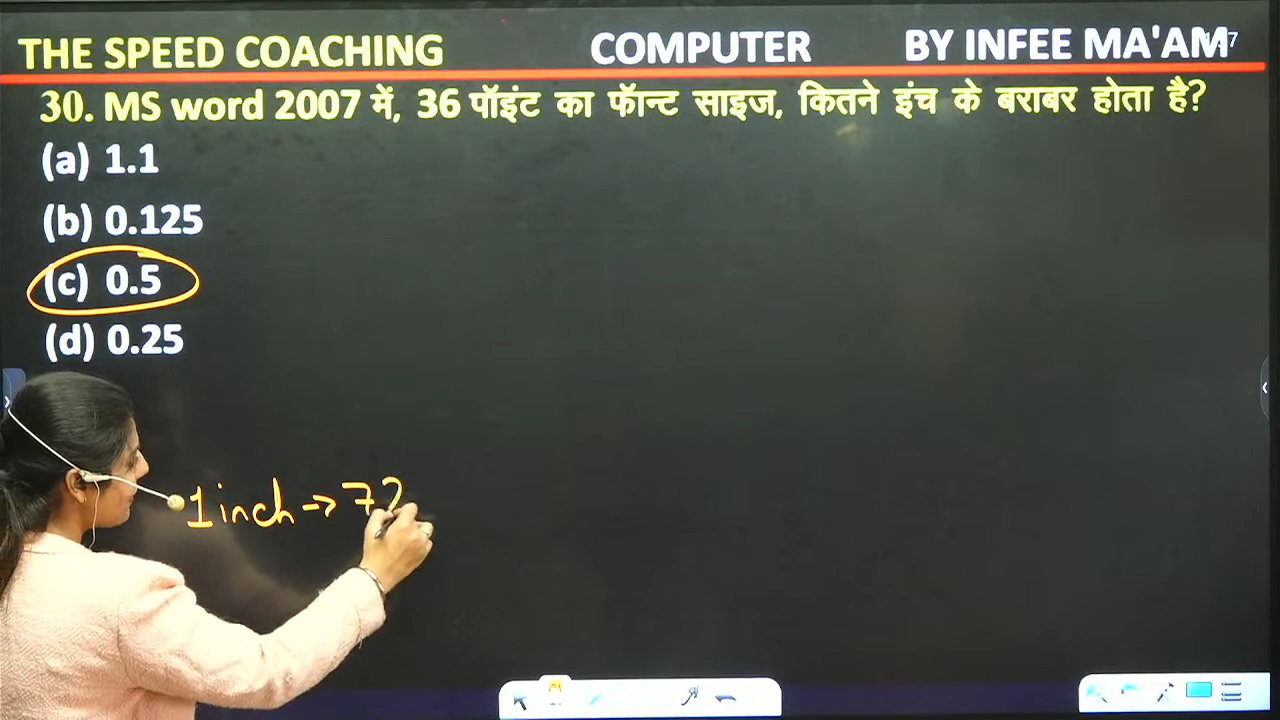 THE SPEED COACHING COMPUTER BY INFEE MA'AM
30. MS word 2007 में, 36 पॉइंट का फॅान्ट साइज, कितने इंच के बराबर होता है?
(a) 1.1
(b) 0.125
(c) 0.5
(d) 0.25
1 inch → 72